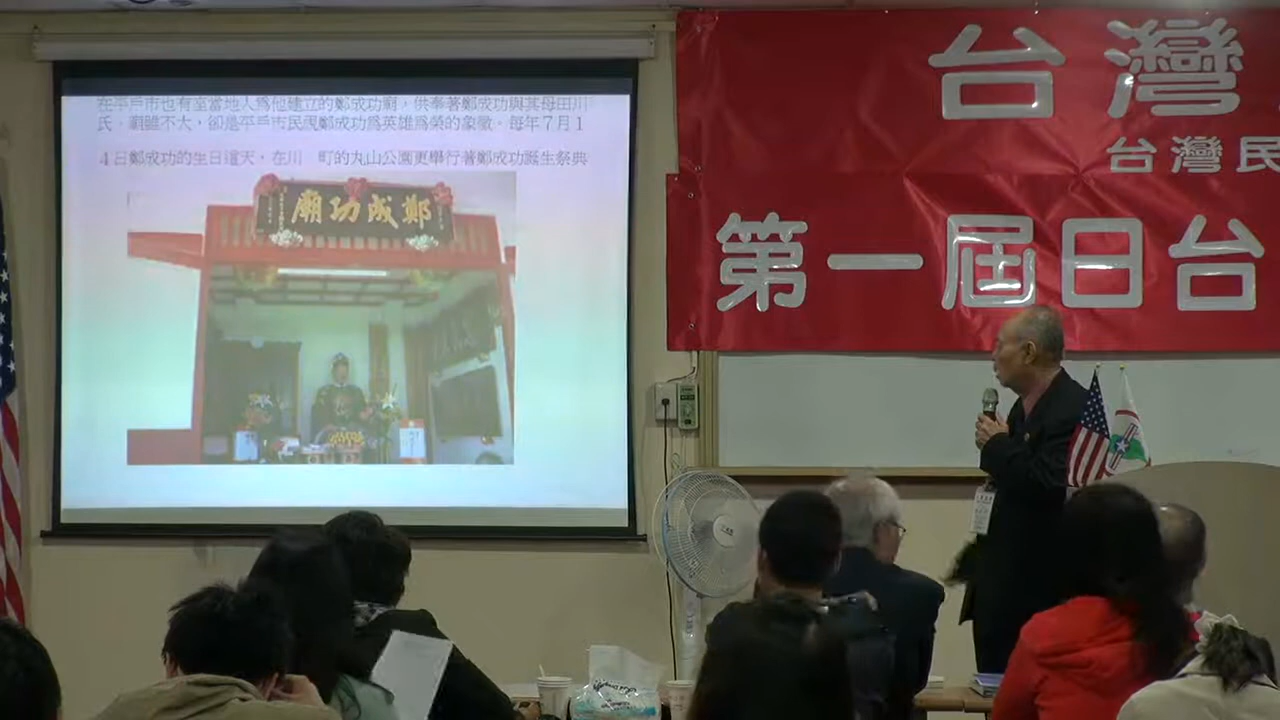 在平戶市也有座當地人為他建立的鄭成功廟，供奉著鄭成功與其母田川
氏。廟雖不大，卻是平戶市民視鄭成功為英雄為榮的象徵。每年７月１
４日鄭成功的生日這天，在川 町的丸山公園更舉行著鄭成功誕生祭典
廟功成鄭
台灣
台灣民
第一屆日台